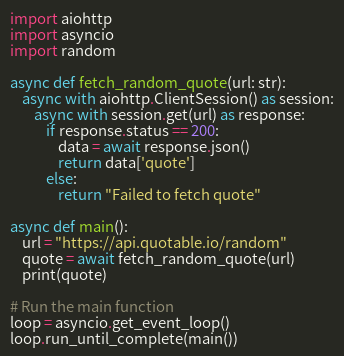 import aiohttp
import asyncio
import random

async def fetch_random_quote(url: str):
    async with aiohttp.ClientSession() as session:
        async with session.get(url) as response:
            if response.status == 200:
                data = await response.json()
                return data['quote']
            else:
                return "Failed to fetch quote"

async def main():
    url = "https://api.quotable.io/random"
    quote = await fetch_random_quote(url)
    print(quote)

# Run the main function
loop = asyncio.get_event_loop()
loop.run_until_complete(main())